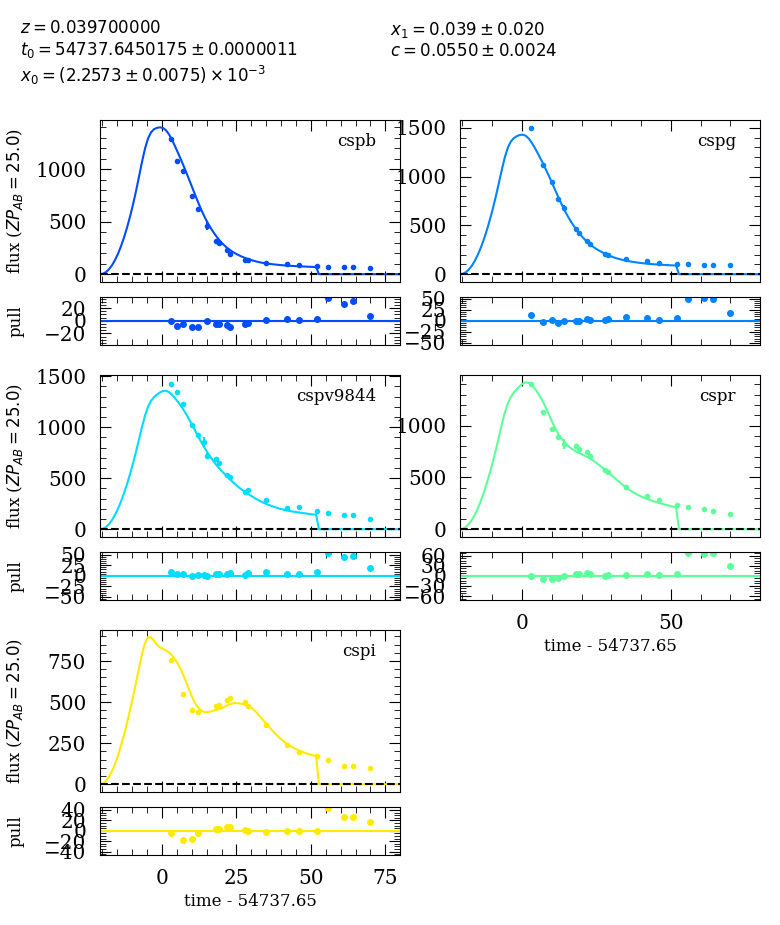 z = 0.039700000
x₁ = 0.039 ± 0.020
t₀ = 54737.6450175 ± 0.0000011
c = 0.0550 ± 0.0024
x₀ = (2.2573 ± 0.0075) × 10⁻³
flux (ZP_AB = 25.0)
1000
500
0
cspb
1500
1000
500
0
cspg
pull
20
0
−20
50
25
0
−25
−50
flux (ZP_AB = 25.0)
1500
1000
500
0
cspv9844
1000
500
0
cspr
pull
50
25
0
−25
−50
60
30
0
−30
−60
0 50
time - 54737.65
flux (ZP_AB = 25.0)
750
500
250
0
cspi
pull
40
20
0
−20
−40
0 25 50 75
time - 54737.65